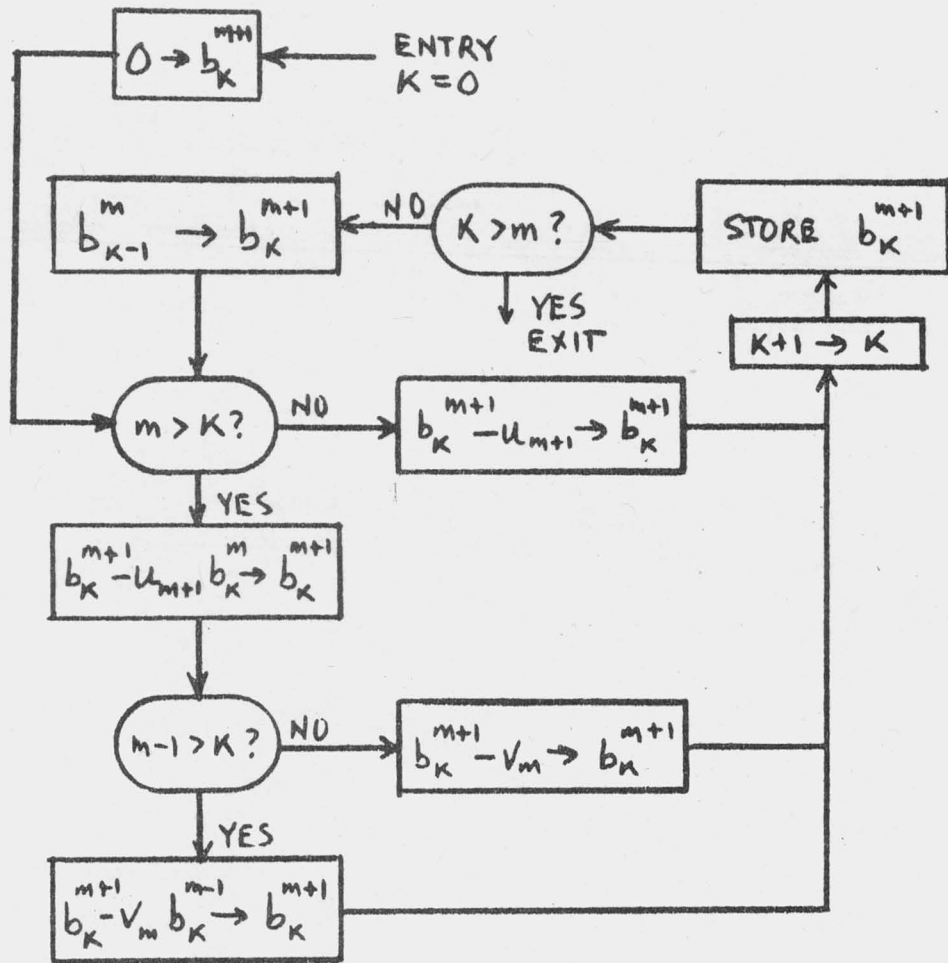 0 → b_K^{m+1}
ENTRY
K = 0
b_{K-1}^m → b_K^{m+1}
NO
K > m ?
YES
EXIT
STORE b_K^{m+1}
K+1 → K
m > K ?
NO
b_K^{m+1} - u_{m+1} → b_K^{m+1}
YES
b_K^{m+1} - u_{m+1} b_K^m → b_K^{m+1}
m-1 > K ?
NO
b_K^{m+1} - v_m → b_K^{m+1}
YES
b_K^{m+1} - v_m b_K^{m-1} → b_K^{m+1}